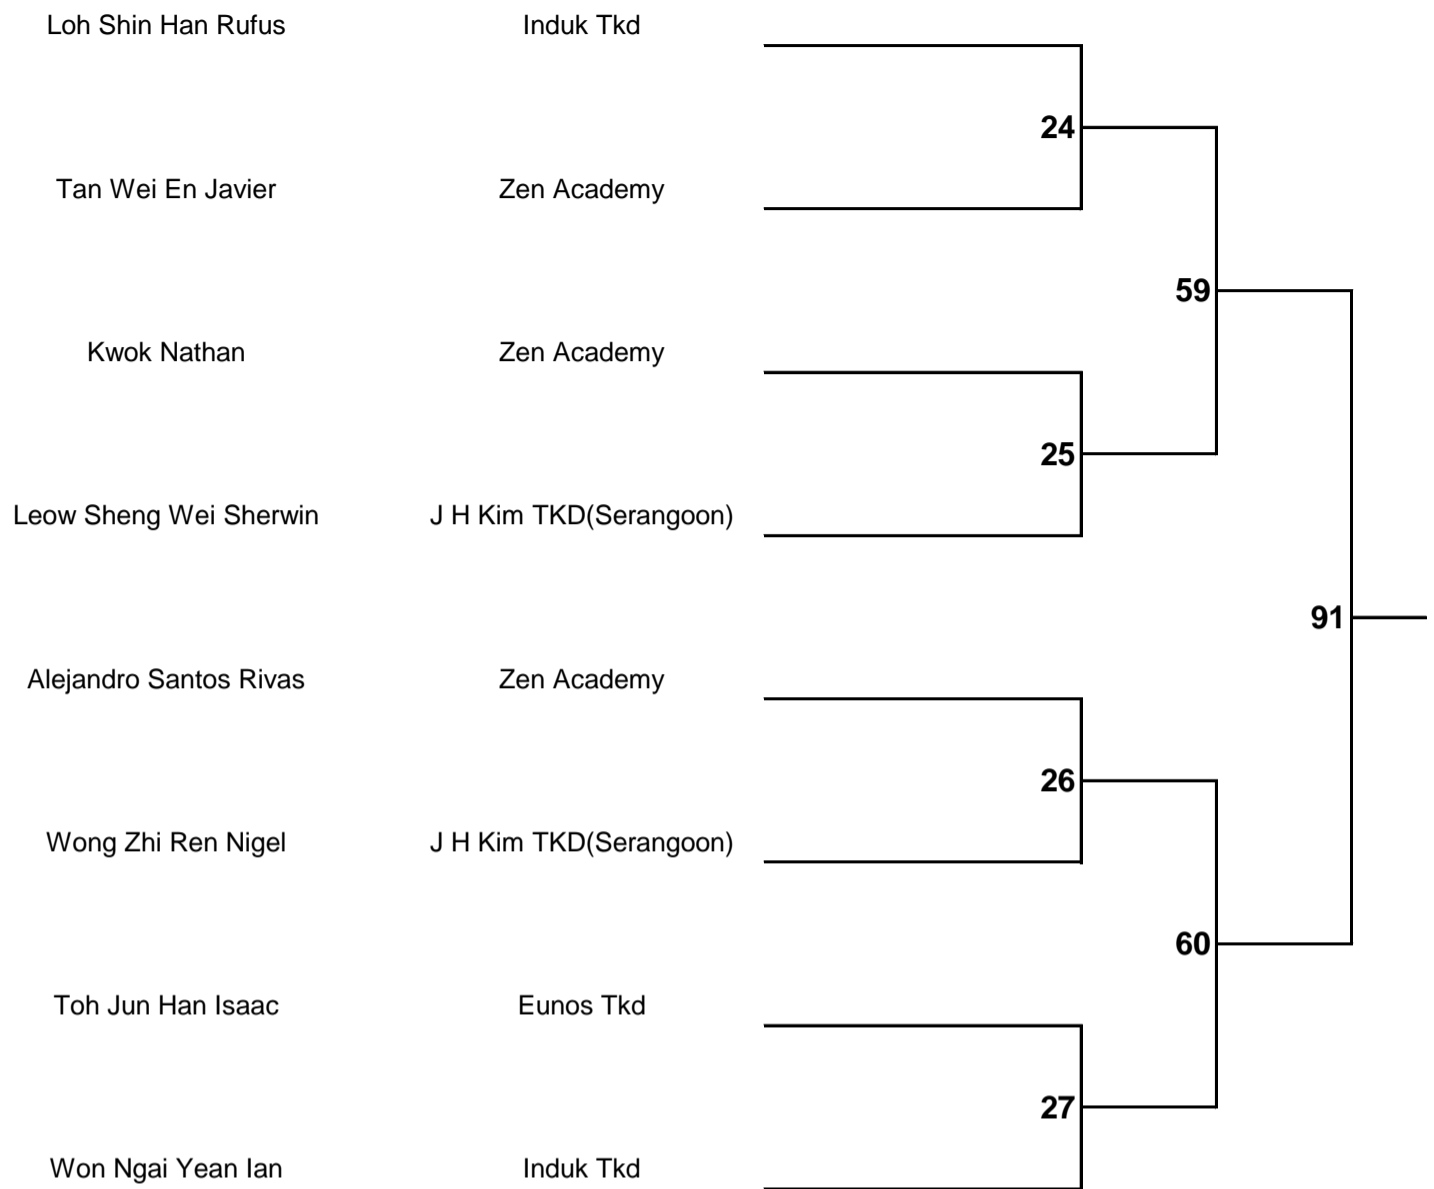 Loh Shin Han Rufus Induk Tkd
24
Tan Wei En Javier Zen Academy
59
Kwok Nathan Zen Academy
25
Leow Sheng Wei Sherwin J H Kim TKD(Serangoon)
91
Alejandro Santos Rivas Zen Academy
26
Wong Zhi Ren Nigel J H Kim TKD(Serangoon)
60
Toh Jun Han Isaac Eunos Tkd
27
Won Ngai Yean Ian Induk Tkd